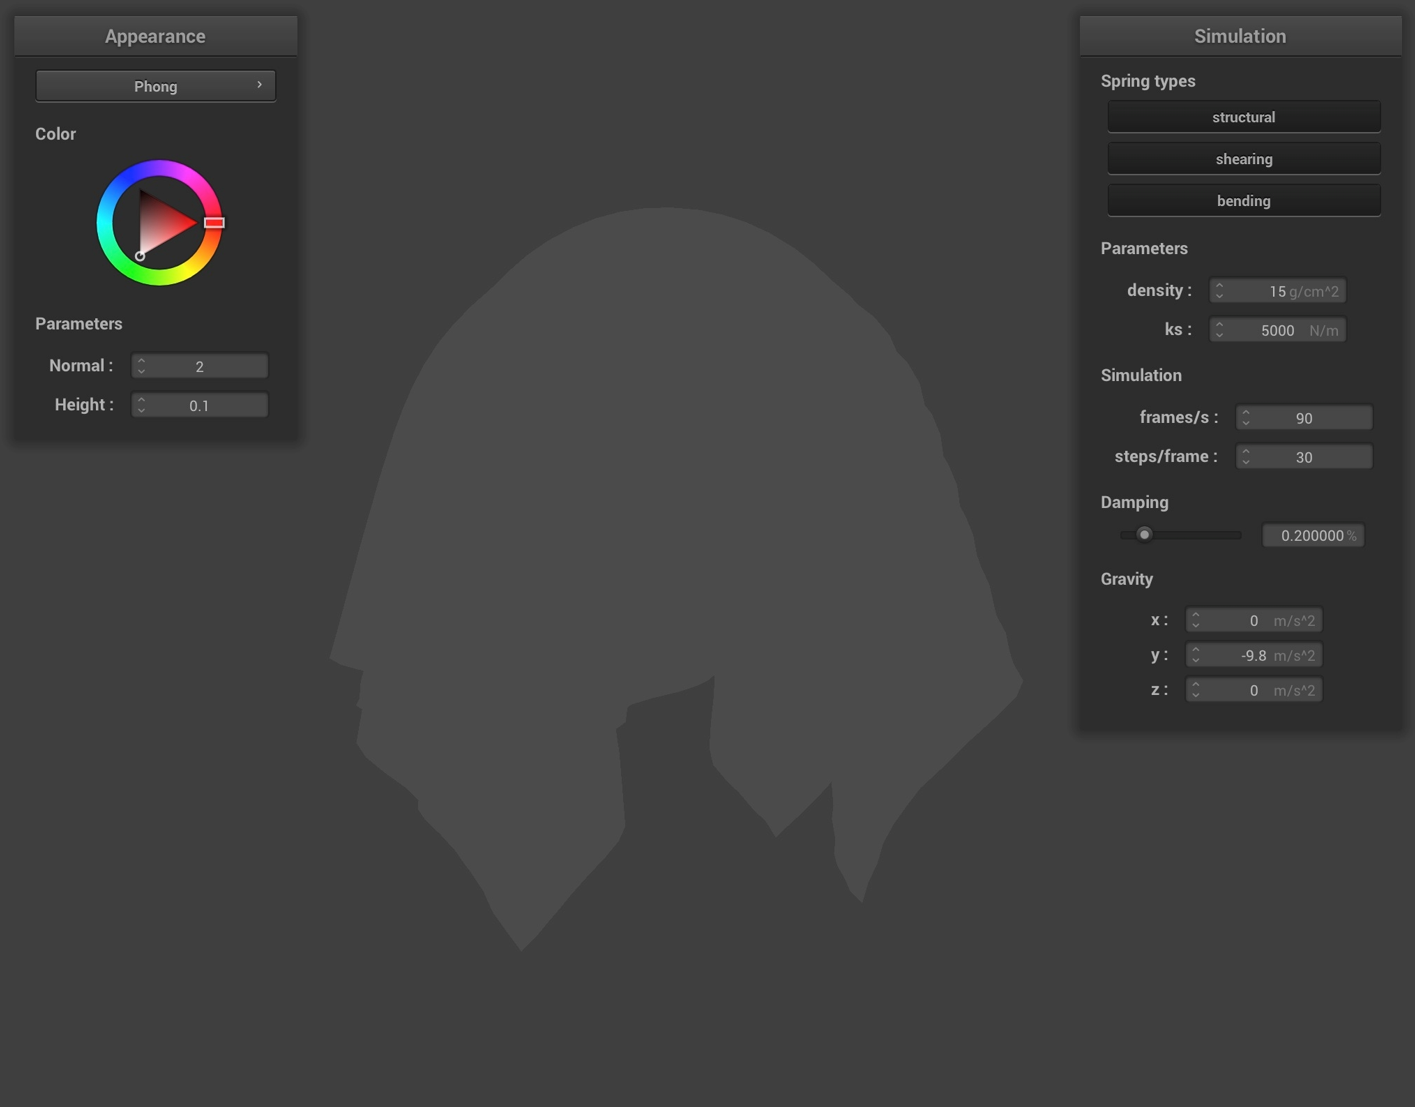 Appearance
Phong
Color
Parameters
Normal : 2
Height : 0.1
Simulation
Spring types
structural
shearing
bending
Parameters
density : 15 g/cm^2
ks : 5000 N/m
Simulation
frames/s : 90
steps/frame : 30
Damping
0.200000 %
Gravity
x : 0 m/s^2
y : -9.8 m/s^2
z : 0 m/s^2